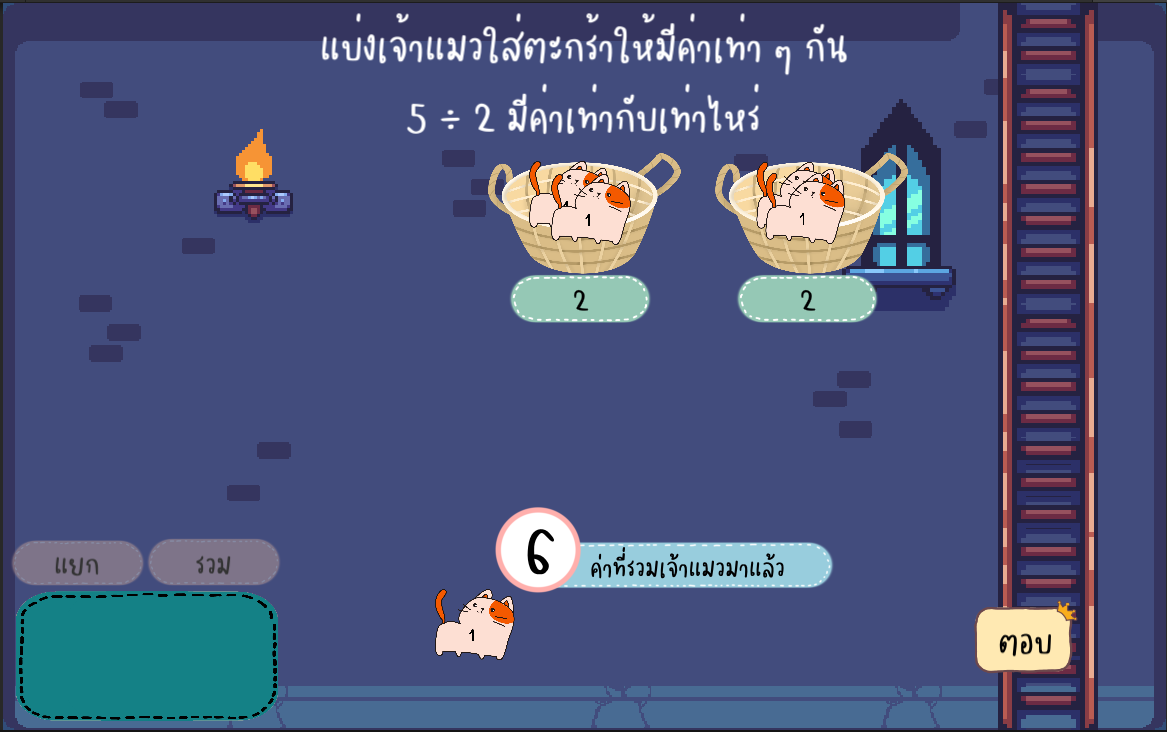 แบ่งเจ้าแมวใส่ตะกร้าให้มีค่าเท่า ๆ กัน
5 ÷ 2 มีค่าเท่ากับเท่าไหร่
1
1
2
2
แยก
รวม
6
ค่าที่รวมเจ้าแมวมาแล้ว
1
ตอบ